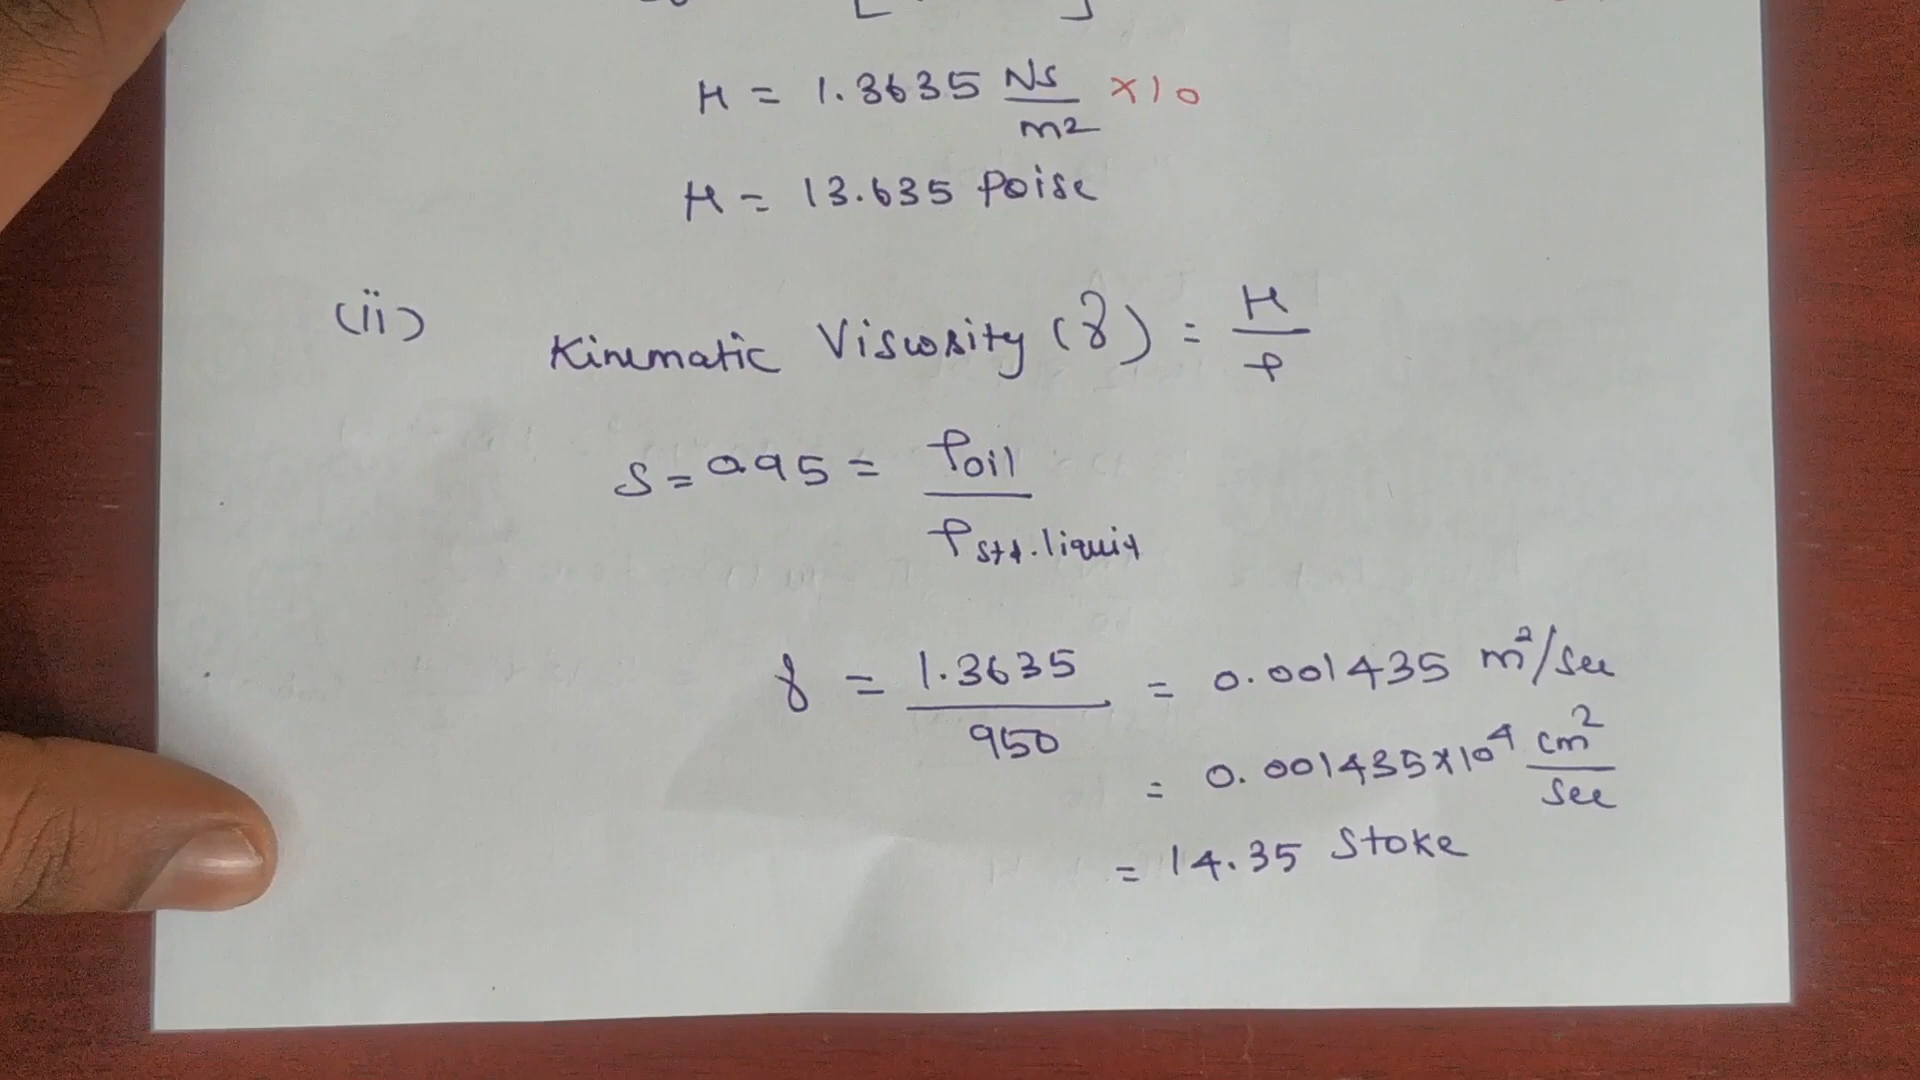 μ = 1.3635 Ns/m2 ×10
μ = 13.635 Poise
(ii) Kinematic Viscosity (γ) = μ/ρ
S = 0.95 = ρoil/ρstd.liquid
γ = 1.3635/950 = 0.001435 m²/sec
= 0.001435×10⁴ cm²/sec
= 14.35 Stoke